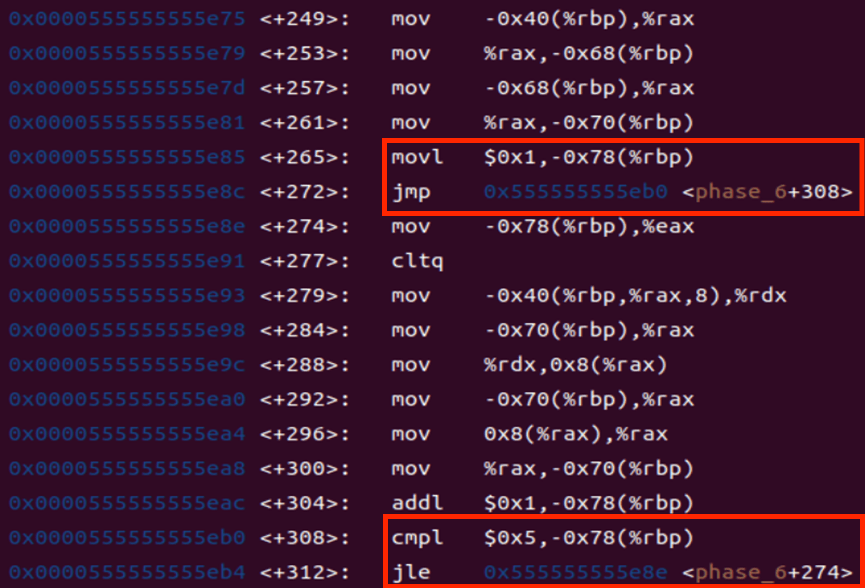 0x0000555555555e75 <+249>: mov -0x40(%rbp),%rax
0x0000555555555e79 <+253>: mov %rax,-0x68(%rbp)
0x0000555555555e7d <+257>: mov -0x68(%rbp),%rax
0x0000555555555e81 <+261>: mov %rax,-0x70(%rbp)
0x0000555555555e85 <+265>: movl $0x1,-0x78(%rbp)
0x0000555555555e8c <+272>: jmp 0x555555555eb0 <phase_6+308>
0x0000555555555e8e <+274>: mov -0x78(%rbp),%eax
0x0000555555555e91 <+277>: cltq
0x0000555555555e93 <+279>: mov -0x40(%rbp,%rax,8),%rdx
0x0000555555555e98 <+284>: mov -0x70(%rbp),%rax
0x0000555555555e9c <+288>: mov %rdx,0x8(%rax)
0x0000555555555ea0 <+292>: mov -0x70(%rbp),%rax
0x0000555555555ea4 <+296>: mov 0x8(%rax),%rax
0x0000555555555ea8 <+300>: mov %rax,-0x70(%rbp)
0x0000555555555eac <+304>: addl $0x1,-0x78(%rbp)
0x0000555555555eb0 <+308>: cmpl $0x5,-0x78(%rbp)
0x0000555555555eb4 <+312>: jle 0x555555555e8e <phase_6+274>